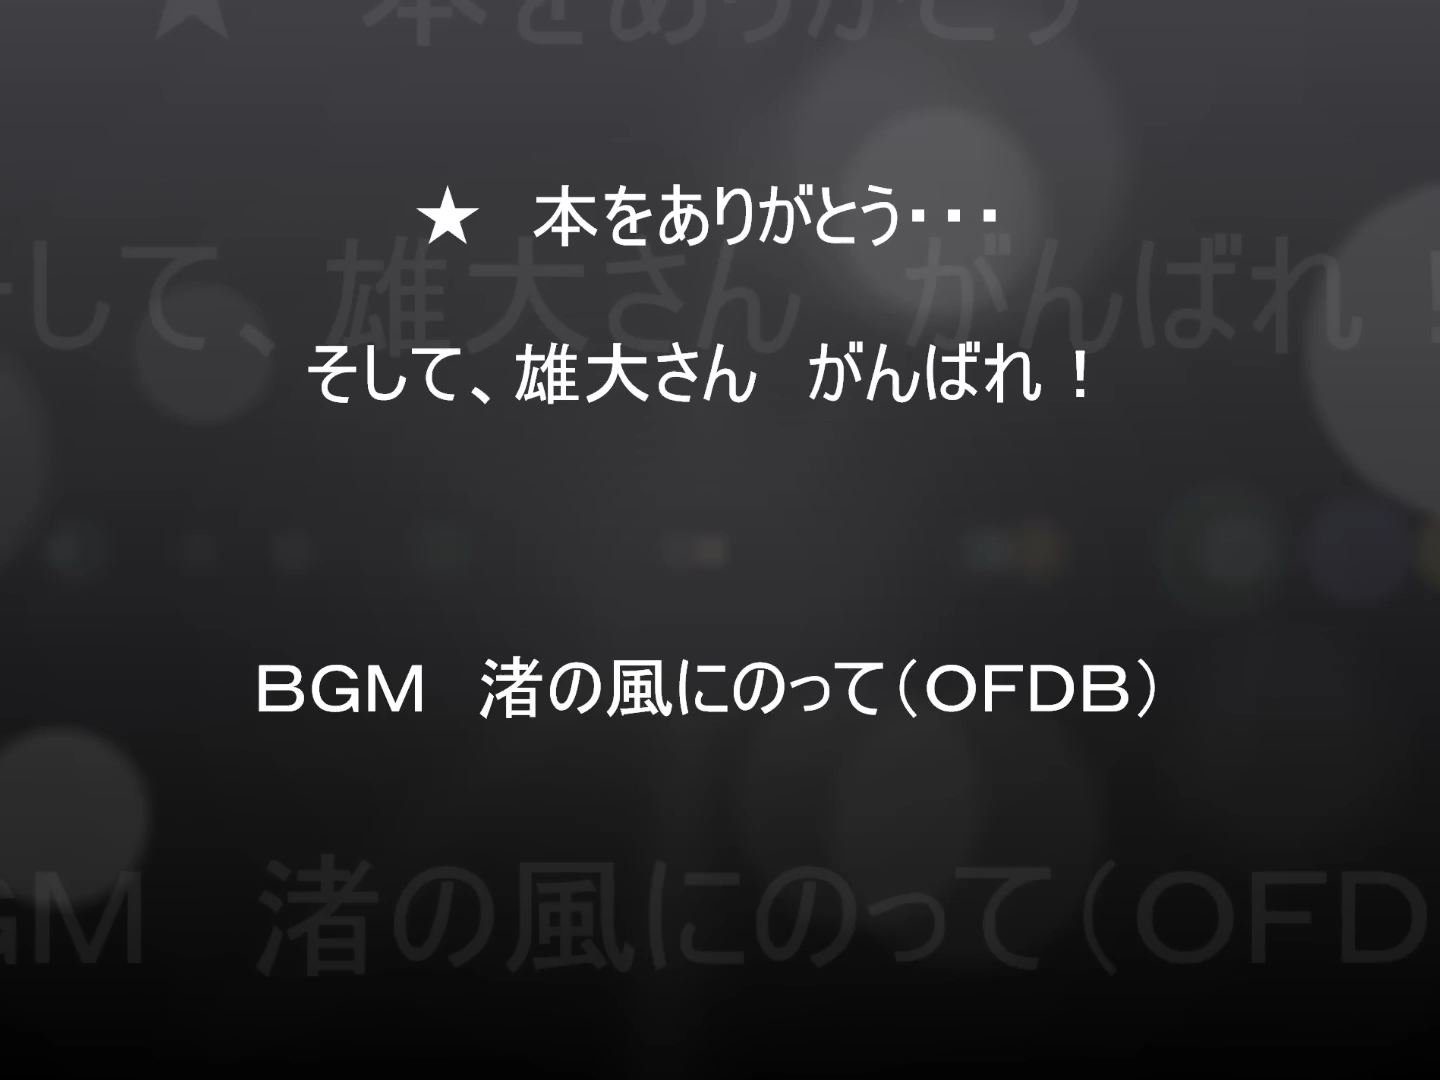 ★　本をありがとう・・・
そして、雄大さん　がんばれ！
ＢＧＭ　渚の風にのって（ＯＦＤＢ）